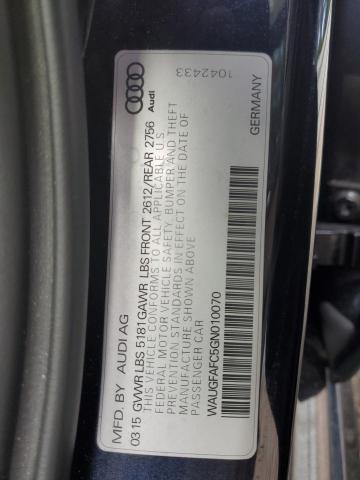 MFD. BY AUDI AG
Audi
03 15 GVWR LBS 5181GAWR LBS FRONT 2612/REAR 2756
THIS VEHICLE CONFORMS TO ALL APPLICABLE U S
FEDERAL MOTOR VEHICLE SAFETY, BUMPER AND THEFT
PREVENTION STANDARDS IN EFFECT ON THE DATE OF
MANUFACTURE SHOWN ABOVE
PASSENGER CAR
1042433
WAUGFAFC5GN010070
GERMANY